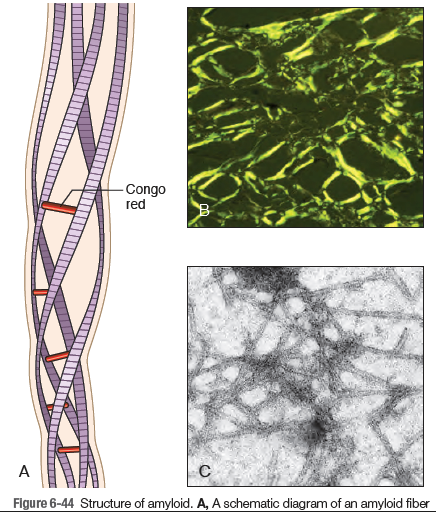 Congo
red
B
A
C
Figure 6-44 Structure of amyloid. A, A schematic diagram of an amyloid fiber